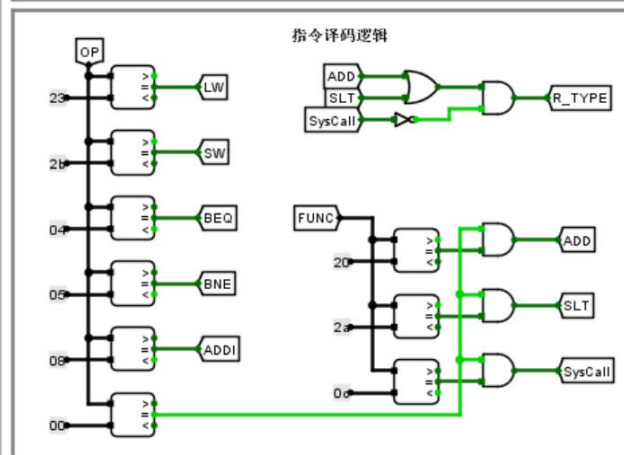 指令译码逻辑
OP
23
> = <
LW
2b
> = <
SW
04
> = <
BEQ
05
> = <
BNE
08
> = <
ADDI
00
> = <
ADD
SLT
SysCall
R_TYPE
FUNC
20
> = <
ADD
2a
> = <
SLT
0c
> = <
SysCall